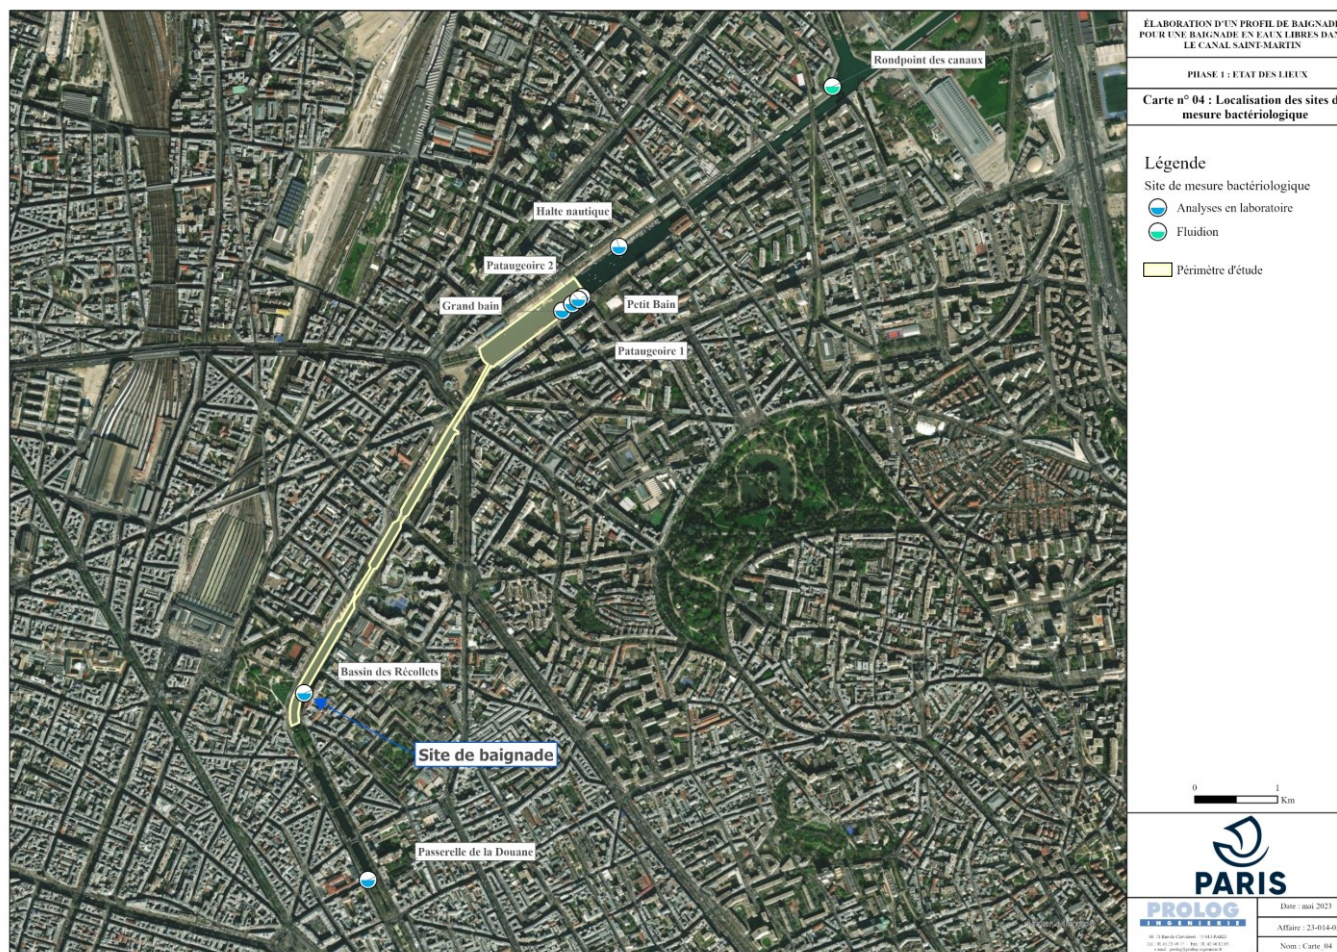 ÉLABORATION D'UN PROFIL DE BAIGNADE
POUR UNE BAIGNADE EN EAUX LIBRES DAN
LE CANAL SAINT-MARTIN
PHASE 1 : ETAT DES LIEUX
Carte n° 04 : Localisation des sites d
mesure bactériologique
Légende
Site de mesure bactériologique
Analyses en laboratoire
Fluidion
Périmètre d'étude
Rondpoint des canaux
Halte nautique
Pataugeoire 2
Grand bain
Petit Bain
Pataugeoire 1
Bassin des Récollets
Site de baignade
Passerelle de la Douane
0 1
Km
PARIS
PROLOG
INGENIERIE
Date : mai 2023
Affaire : 23-014-0
Nom : Carte_04